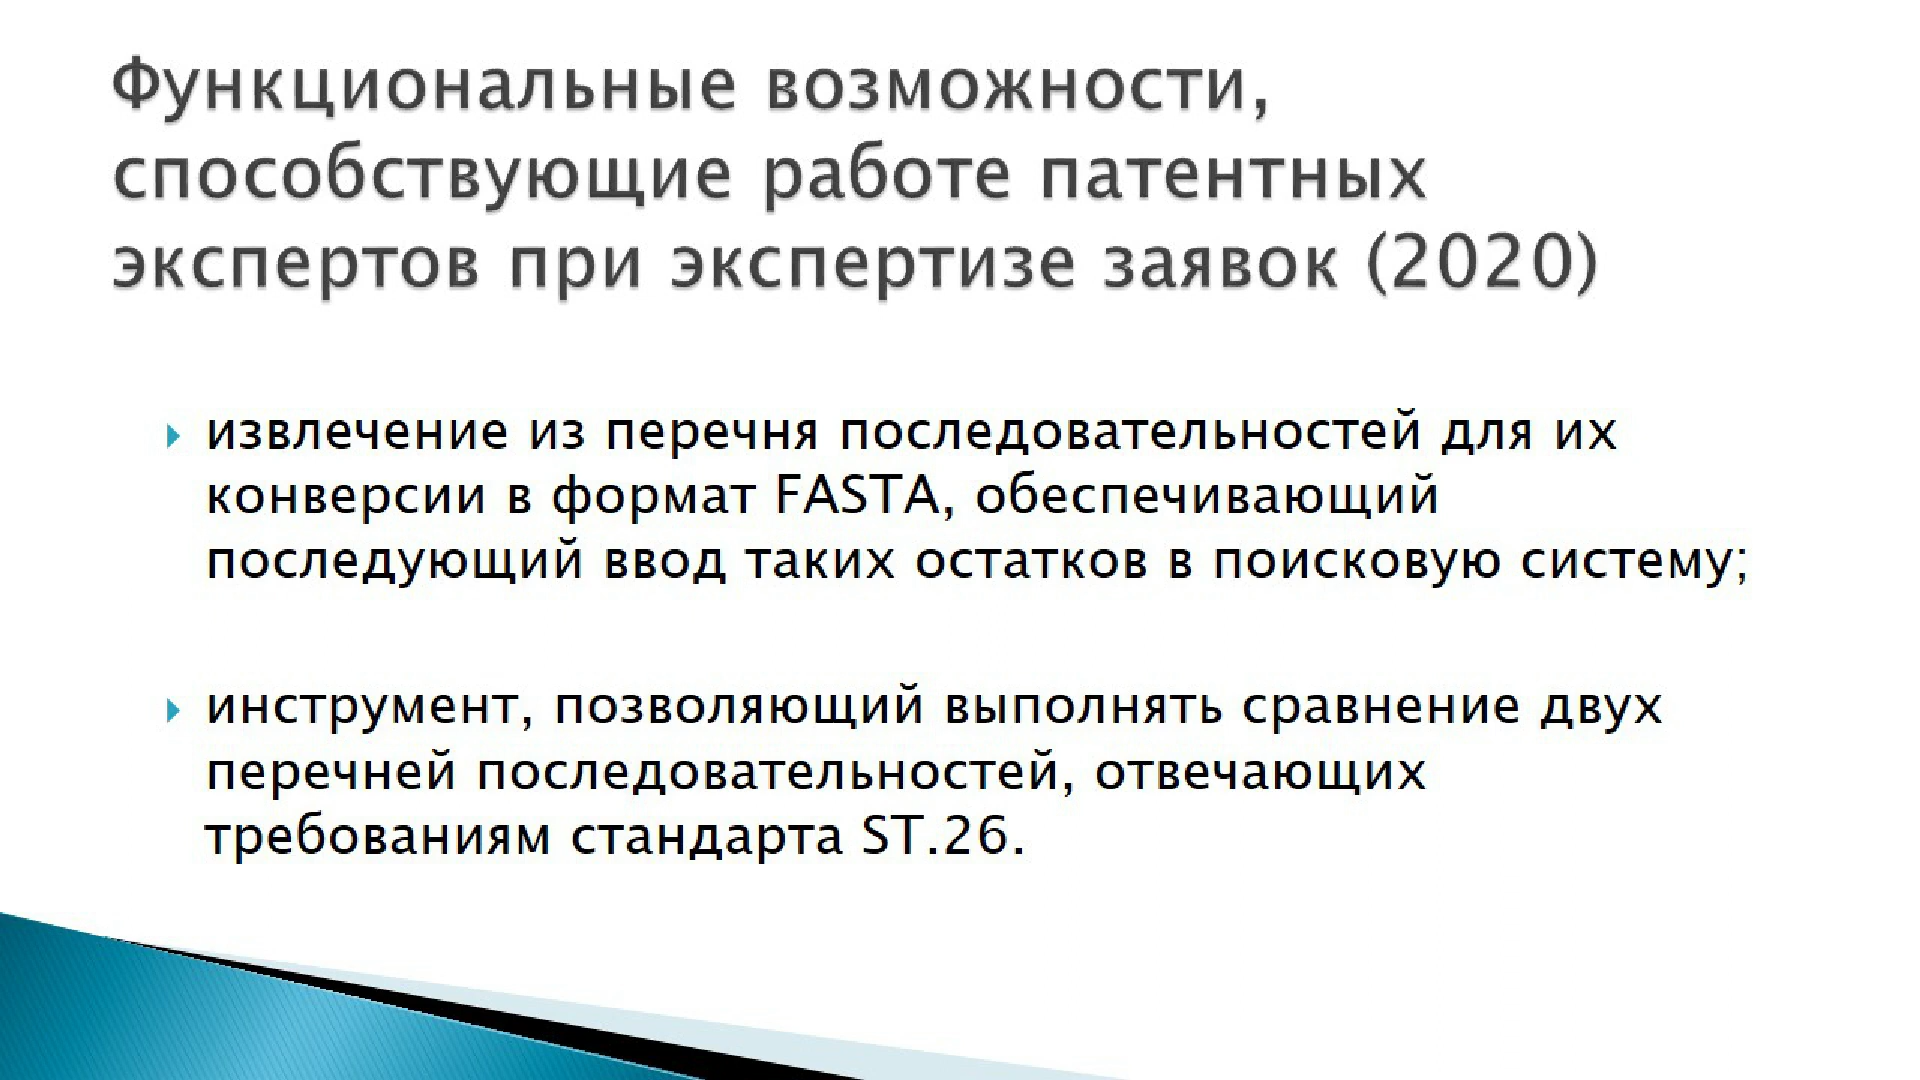 Функциональные возможности,
способствующие работе патентных
экспертов при экспертизе заявок (2020)
извлечение из перечня последовательностей для их
конверсии в формат FASTA, обеспечивающий
последующий ввод таких остатков в поисковую систему;
инструмент, позволяющий выполнять сравнение двух
перечней последовательностей, отвечающих
требованиям стандарта ST.26.